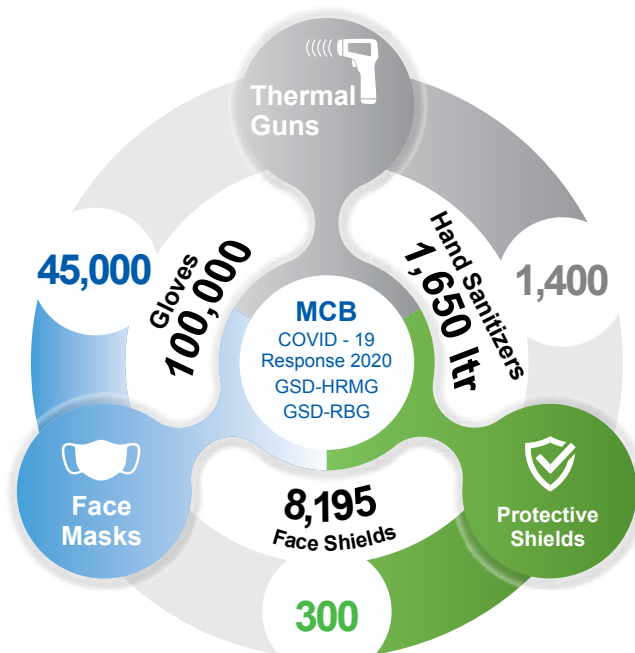 Thermal
Guns
45,000
Gloves
100,000
Hand Sanitizers
1,650 ltr
1,400
MCB
COVID - 19
Response 2020
GSD-HRMG
GSD-RBG
Face
Masks
8,195
Face Shields
Protective
Shields
300